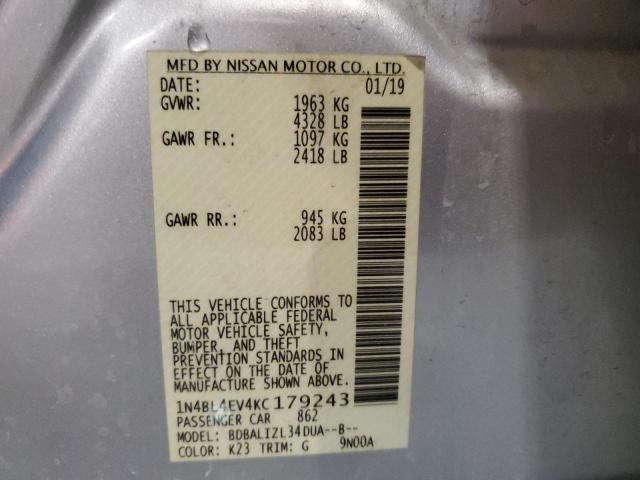 MFD BY NISSAN MOTOR CO., LTD.
DATE: 01/19
GVWR: 1963 KG
4328 LB
GAWR FR.: 1097 KG
2418 LB
GAWR RR.: 945 KG
2083 LB
THIS VEHICLE CONFORMS TO
ALL APPLICABLE FEDERAL
MOTOR VEHICLE SAFETY,
BUMPER, AND THEFT
PREVENTION STANDARDS IN
EFFECT ON THE DATE OF
MANUFACTURE SHOWN ABOVE.
1N4BL4EV4KC179243
PASSENGER CAR 862
MODEL: BDBALIZL34DUA--B--
COLOR: K23 TRIM: G 9N00A